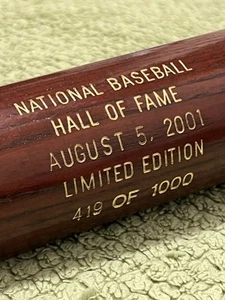 NATIONAL BASEBALL
HALL OF FAME
AUGUST 5, 2001
LIMITED EDITION
419 OF 1000